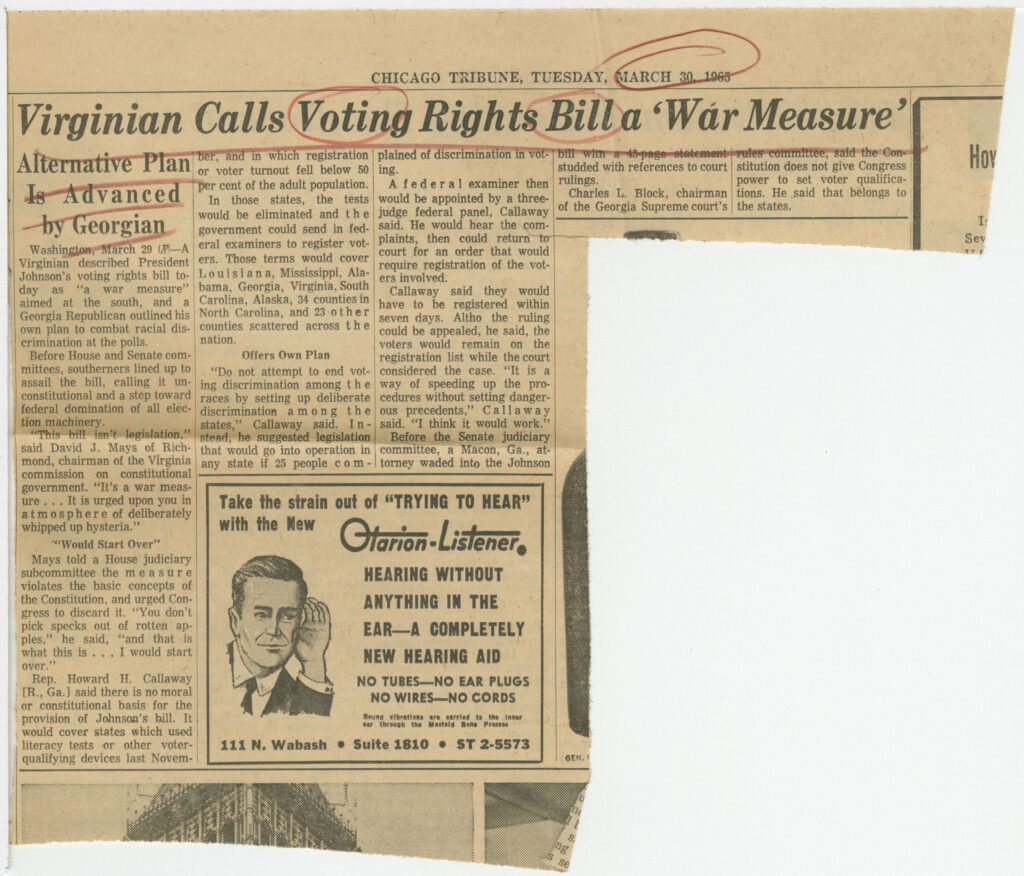 CHICAGO TRIBUNE, TUESDAY, MARCH 30, 1965
Virginian Calls Voting Rights Bill a ‘War Measure’
Alternative Plan
Is Advanced
by Georgian
Washington, March 29 (AP)—A
Virginian described President
Johnson's voting rights bill to-
day as “a war measure”
aimed at the south, and a
Georgia Republican outlined his
own plan to combat racial dis-
crimination at the polls.
Before House and Senate com-
mittees, southerners lined up to
assail the bill, calling it un-
constitutional and a step toward
federal domination of all elec-
tion machinery.
“This bill isn't legislation,”
said David J. Mays of Rich-
mond, chairman of the Virginia
commission on constitutional
government. “It's a war meas-
ure . . . It is urged upon you in
atmosphere of deliberately
whipped up hysteria.”
“Would Start Over”
Mays told a House judiciary
subcommittee the measure
violates the basic concepts of
the Constitution, and urged Con-
gress to discard it. “You don't
pick specks out of rotten ap-
ples,” he said, “and that is
what this is . . . I would start
over.”
Rep. Howard H. Callaway
[R., Ga.] said there is no moral
or constitutional basis for the
provision of Johnson's bill. It
would cover states which used
literacy tests or other voter-
qualifying devices last Novem-
ber, and in which registration
or voter turnout fell below 50
per cent of the adult population.
In those states, the tests
would be eliminated and the
government could send in fed-
eral examiners to register vot-
ers. Those terms would cover
Louisiana, Mississippi, Ala-
bama, Georgia, Virginia, South
Carolina, Alaska, 34 counties in
North Carolina, and 23 other
counties scattered across the
nation.
Offers Own Plan
“Do not attempt to end vot-
ing discrimination among the
races by setting up deliberate
discrimination among the
states,” Callaway said. In-
stead, he suggested legislation
that would go into operation in
any state if 25 people com-
plained of discrimination in vot-
ing.
A federal examiner then
would be appointed by a three-
judge federal panel, Callaway
said. He would hear the com-
plaints, then could return to
court for an order that would
require registration of the vot-
ers involved.
Callaway said they would
have to be registered within
seven days. Altho the ruling
could be appealed, he said, the
voters would remain on the
registration list while the court
considered the case. “It is a
way of speeding up the pro-
cedures without setting danger-
ous precedents,” Callaway
said. “I think it would work.”
Before the Senate judiciary
committee, a Macon, Ga., at-
torney waded into the Johnson
bill with a 43-page statement
studded with references to court
rulings.
Charles L. Block, chairman
of the Georgia Supreme court's
rules committee, said the Con-
stitution does not give Congress
power to set voter qualifica-
tions. He said that belongs to
the states.
Take the strain out of “TRYING TO HEAR”
with the New
Otarion-Listener.
HEARING WITHOUT
ANYTHING IN THE
EAR—A COMPLETELY
NEW HEARING AID
NO TUBES—NO EAR PLUGS
NO WIRES—NO CORDS
Sound vibrations are carried to the inner
ear through the Mastoid Bone Process
111 N. Wabash • Suite 1810 • ST 2-5573
How
GEN.